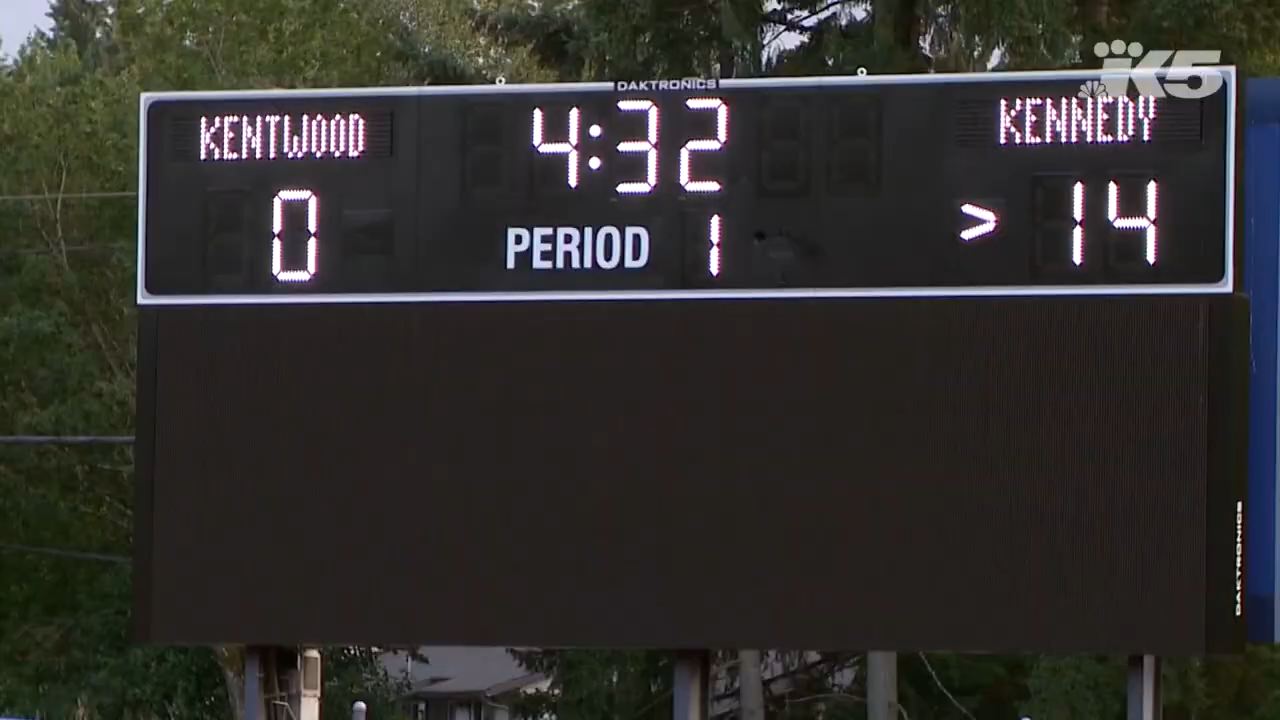 K5
DAKTRONICS
KENTWOOD 4:32 KENNEDY
0 PERIOD 1 > 14
DAKTRONICS